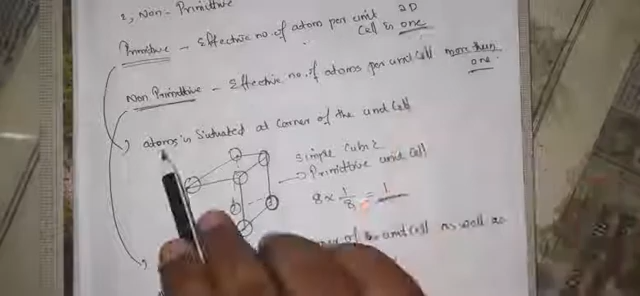 2, Non-Primitive
Primitive - Effective no. of atom per unit 2D
Cell is one
Non Primitive - Effective no. of atoms per unit cell more than
one.
atoms is Situated at Corner of the unit Cell
Simple Cubic
→ Primitive unit Cell
8 × 1/8 = 1
of the unit Cell as well as